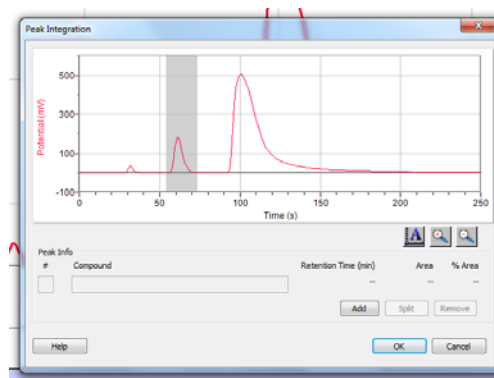 Peak Integration
500
300
100
-100
Potential (mV)
0 50 100 150 200 250
Time (s)
A
Peak Info
# Compound Retention Time (min) Area % Area
-- -- --
Add Split Remove
Help OK Cancel